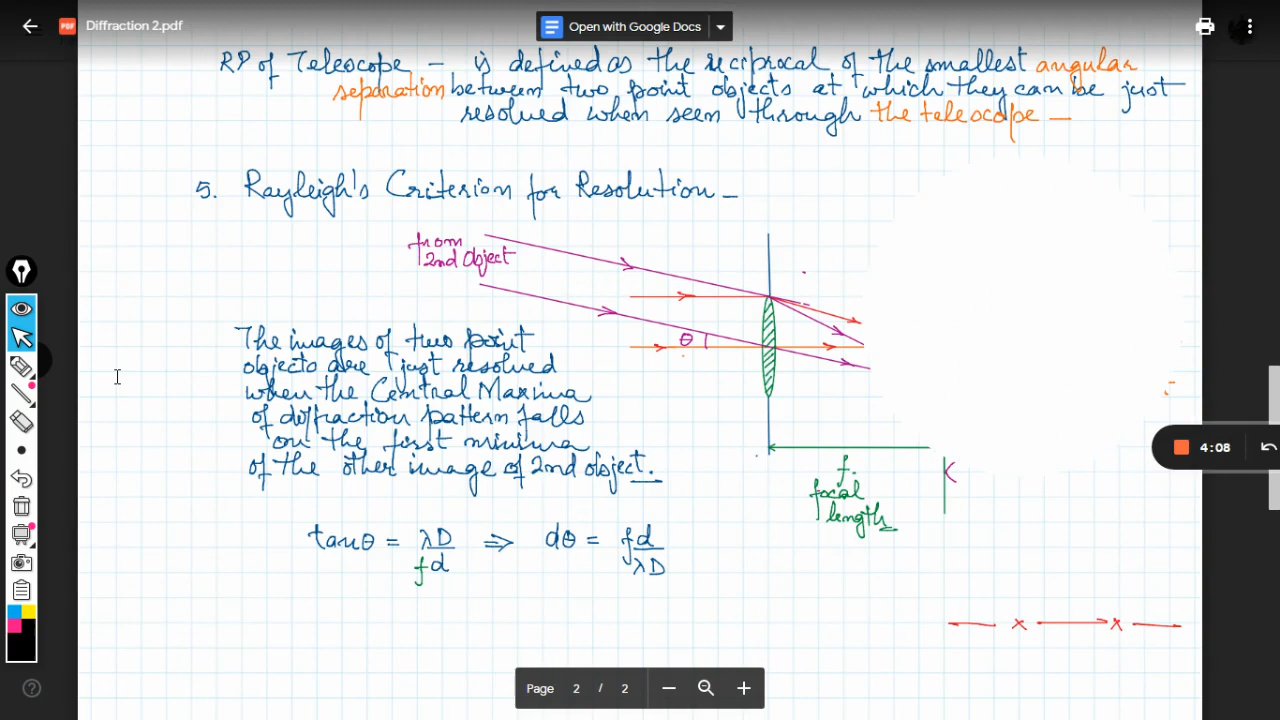 Diffraction 2.pdf
Open with Google Docs
RP of Telescope - is defined as the reciprocal of the smallest angular
separation between two point objects at which they can be just
resolved when seen through the telescope -
5. Rayleigh's Criterion for Resolution -
from
2nd Object
θ
The images of two point
objects are just resolved
when the Central Maxima
of diffraction pattern falls
on the first minima
of the other image of 2nd object.
4:08
f.
focal
length
tanθ = λD/fd ⇒ dθ = fd/λD
x x
Page 2 / 2